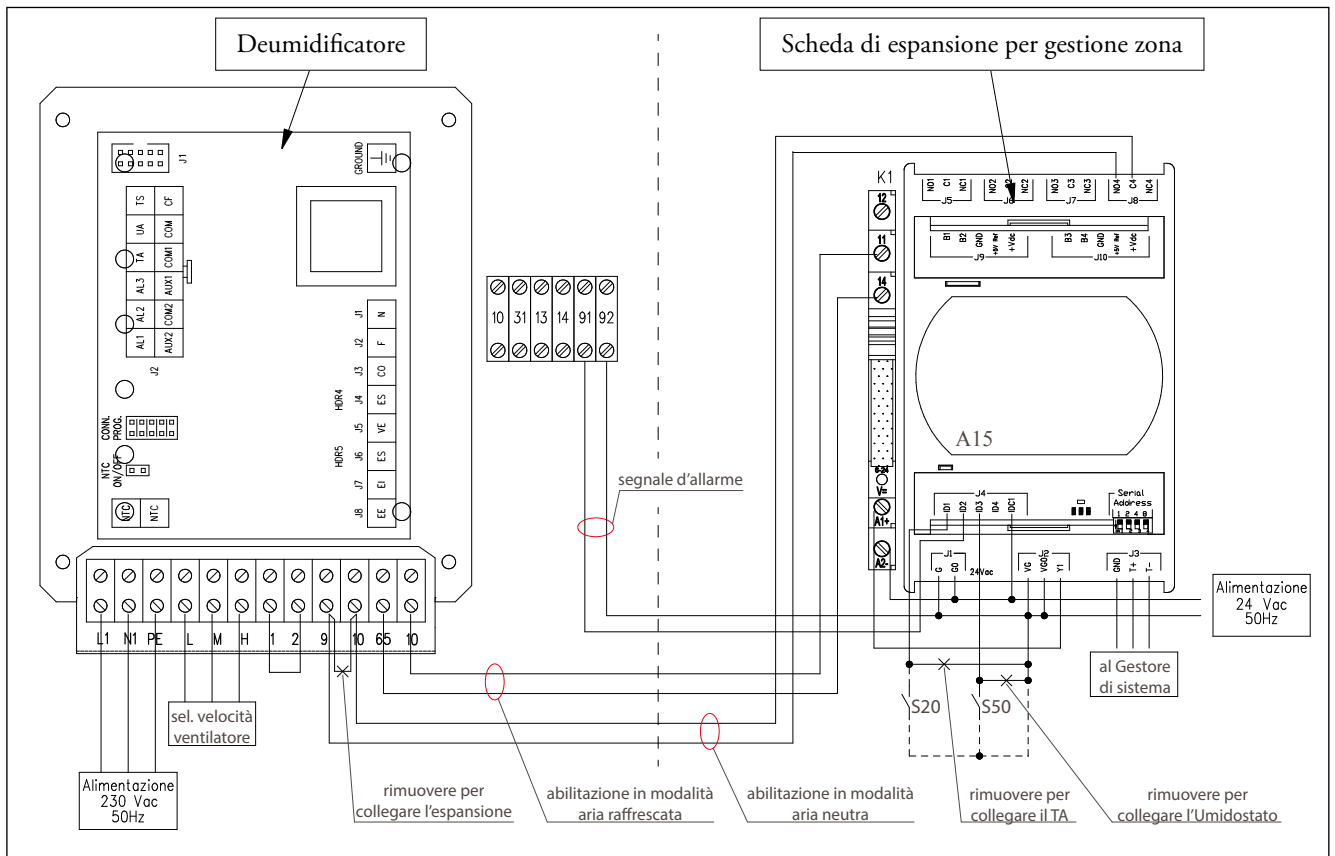 Deumidificatore
Scheda di espansione per gestione zona
J1
GROUND
TS
UA
TA
AL3
AL2
AL1
CF
COM
COM1
AUX1
COM2
AUX2
J2
CONN.
PROG.
NTC
ON/OFF
NTC
NTC
HDR4
HDR5
J1 N
J2 F
J3 CO
J4 ES
J5 VE
J6 ES
J7 EI
J8 EE
L1 N1 PE L M H 1 2 9 10 65 10
sel. velocità
ventilatore
Alimentazione
230 Vac
50Hz
10 31 13 14 91 92
segnale d'allarme
rimuovere per
collegare l'espansione
abilitazione in modalità
aria raffrescata
abilitazione in modalità
aria neutra
K1
12
11
14
6-24
V=
A1+
A2-
NO1 C1 NC1
J5
NO2 NC2
J6
NO3 C3 NC3
J7
NO4 C4 NC4
J8
B1 B2 GND +5V Ref +Vdc
J9
B3 B4 GND +5V Ref +Vdc
J10
A15
J4
ID1 ID2 ID3 ID4 IDC1
Serial
Address
1 2 4 8
J1
G G0
24Vac
J2
VG VG0 Y1
J3
GND T+ T-
Alimentazione
24 Vac
50Hz
al Gestore
di sistema
S20
S50
rimuovere per
collegare il TA
rimuovere per
collegare l'Umidostato